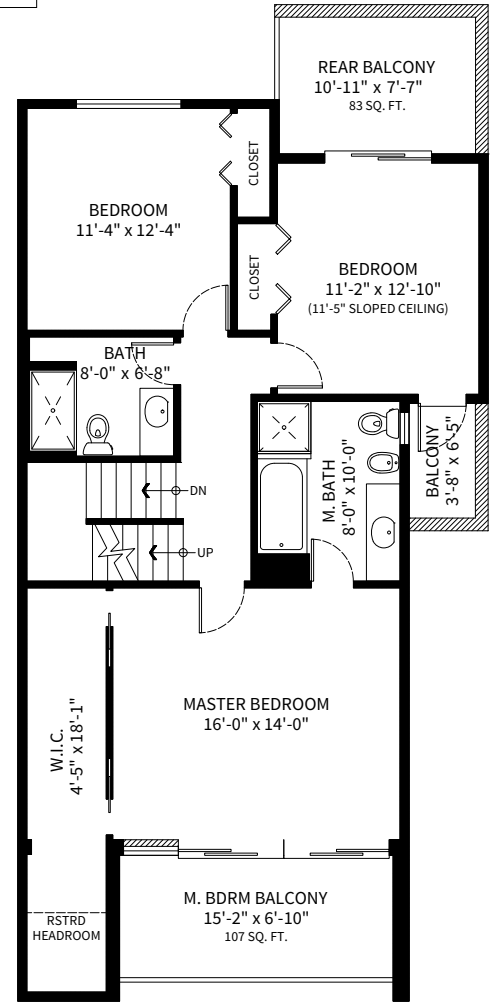 REAR BALCONY
10'-11" x 7'-7"
83 SQ. FT.
CLOSET
BEDROOM
11'-4" x 12'-4"
CLOSET
BEDROOM
11'-2" x 12'-10"
(11'-5" SLOPED CEILING)
BATH
8'-0" x 6'-8"
BALCONY
3'-8" x 6'-5"
M. BATH
8'-0" x 10'-0"
DN
UP
MASTER BEDROOM
16'-0" x 14'-0"
W.I.C.
4'-5" x 18'-1"
M. BDRM BALCONY
15'-2" x 6'-10"
107 SQ. FT.
RSTRD
HEADROOM